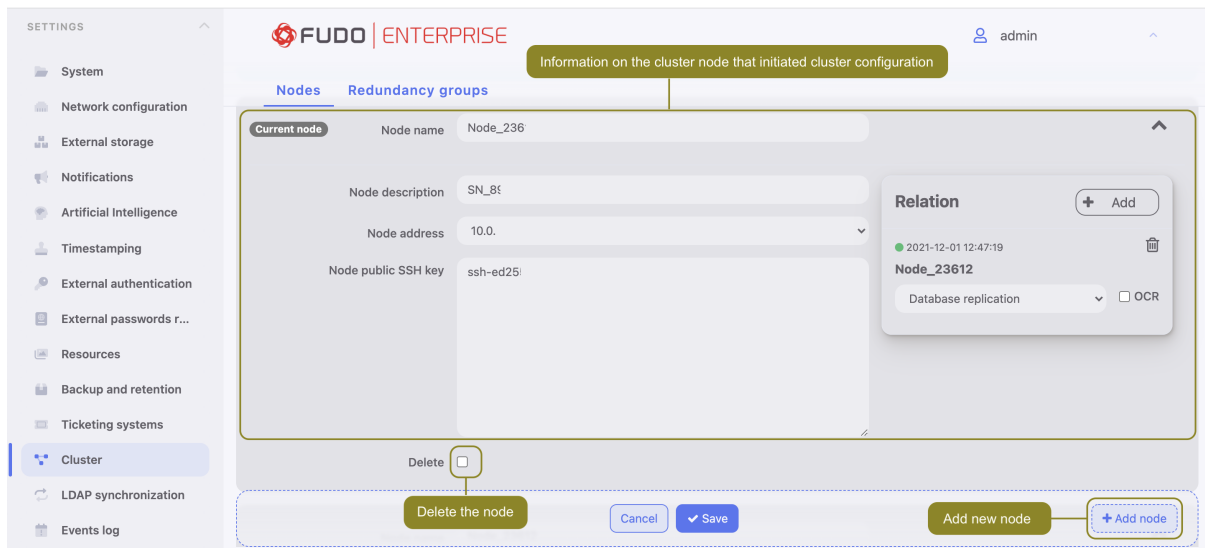 SETTINGS
System
Network configuration
External storage
Notifications
Artificial Intelligence
Timestamping
External authentication
External passwords r...
Resources
Backup and retention
Ticketing systems
Cluster
LDAP synchronization
Events log
FUDO ENTERPRISE
admin
Information on the cluster node that initiated cluster configuration
Nodes Redundancy groups
Current node Node name Node_236
Node description SN_89
Node address 10.0.
Node public SSH key ssh-ed25
Relation + Add
2021-12-01 12:47:19
Node_23612
Database replication OCR
Delete
Delete the node
Cancel Save
Add new node + Add node